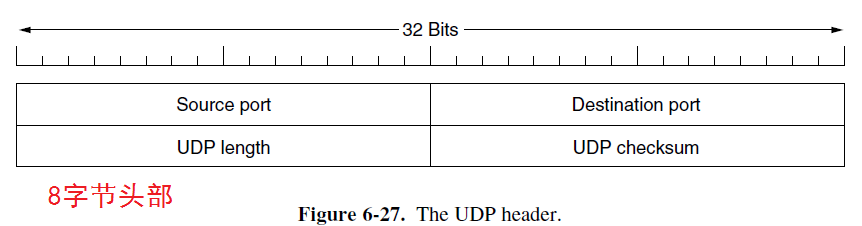 32 Bits
Source port
Destination port
UDP length
UDP checksum
8字节头部
Figure 6-27. The UDP header.